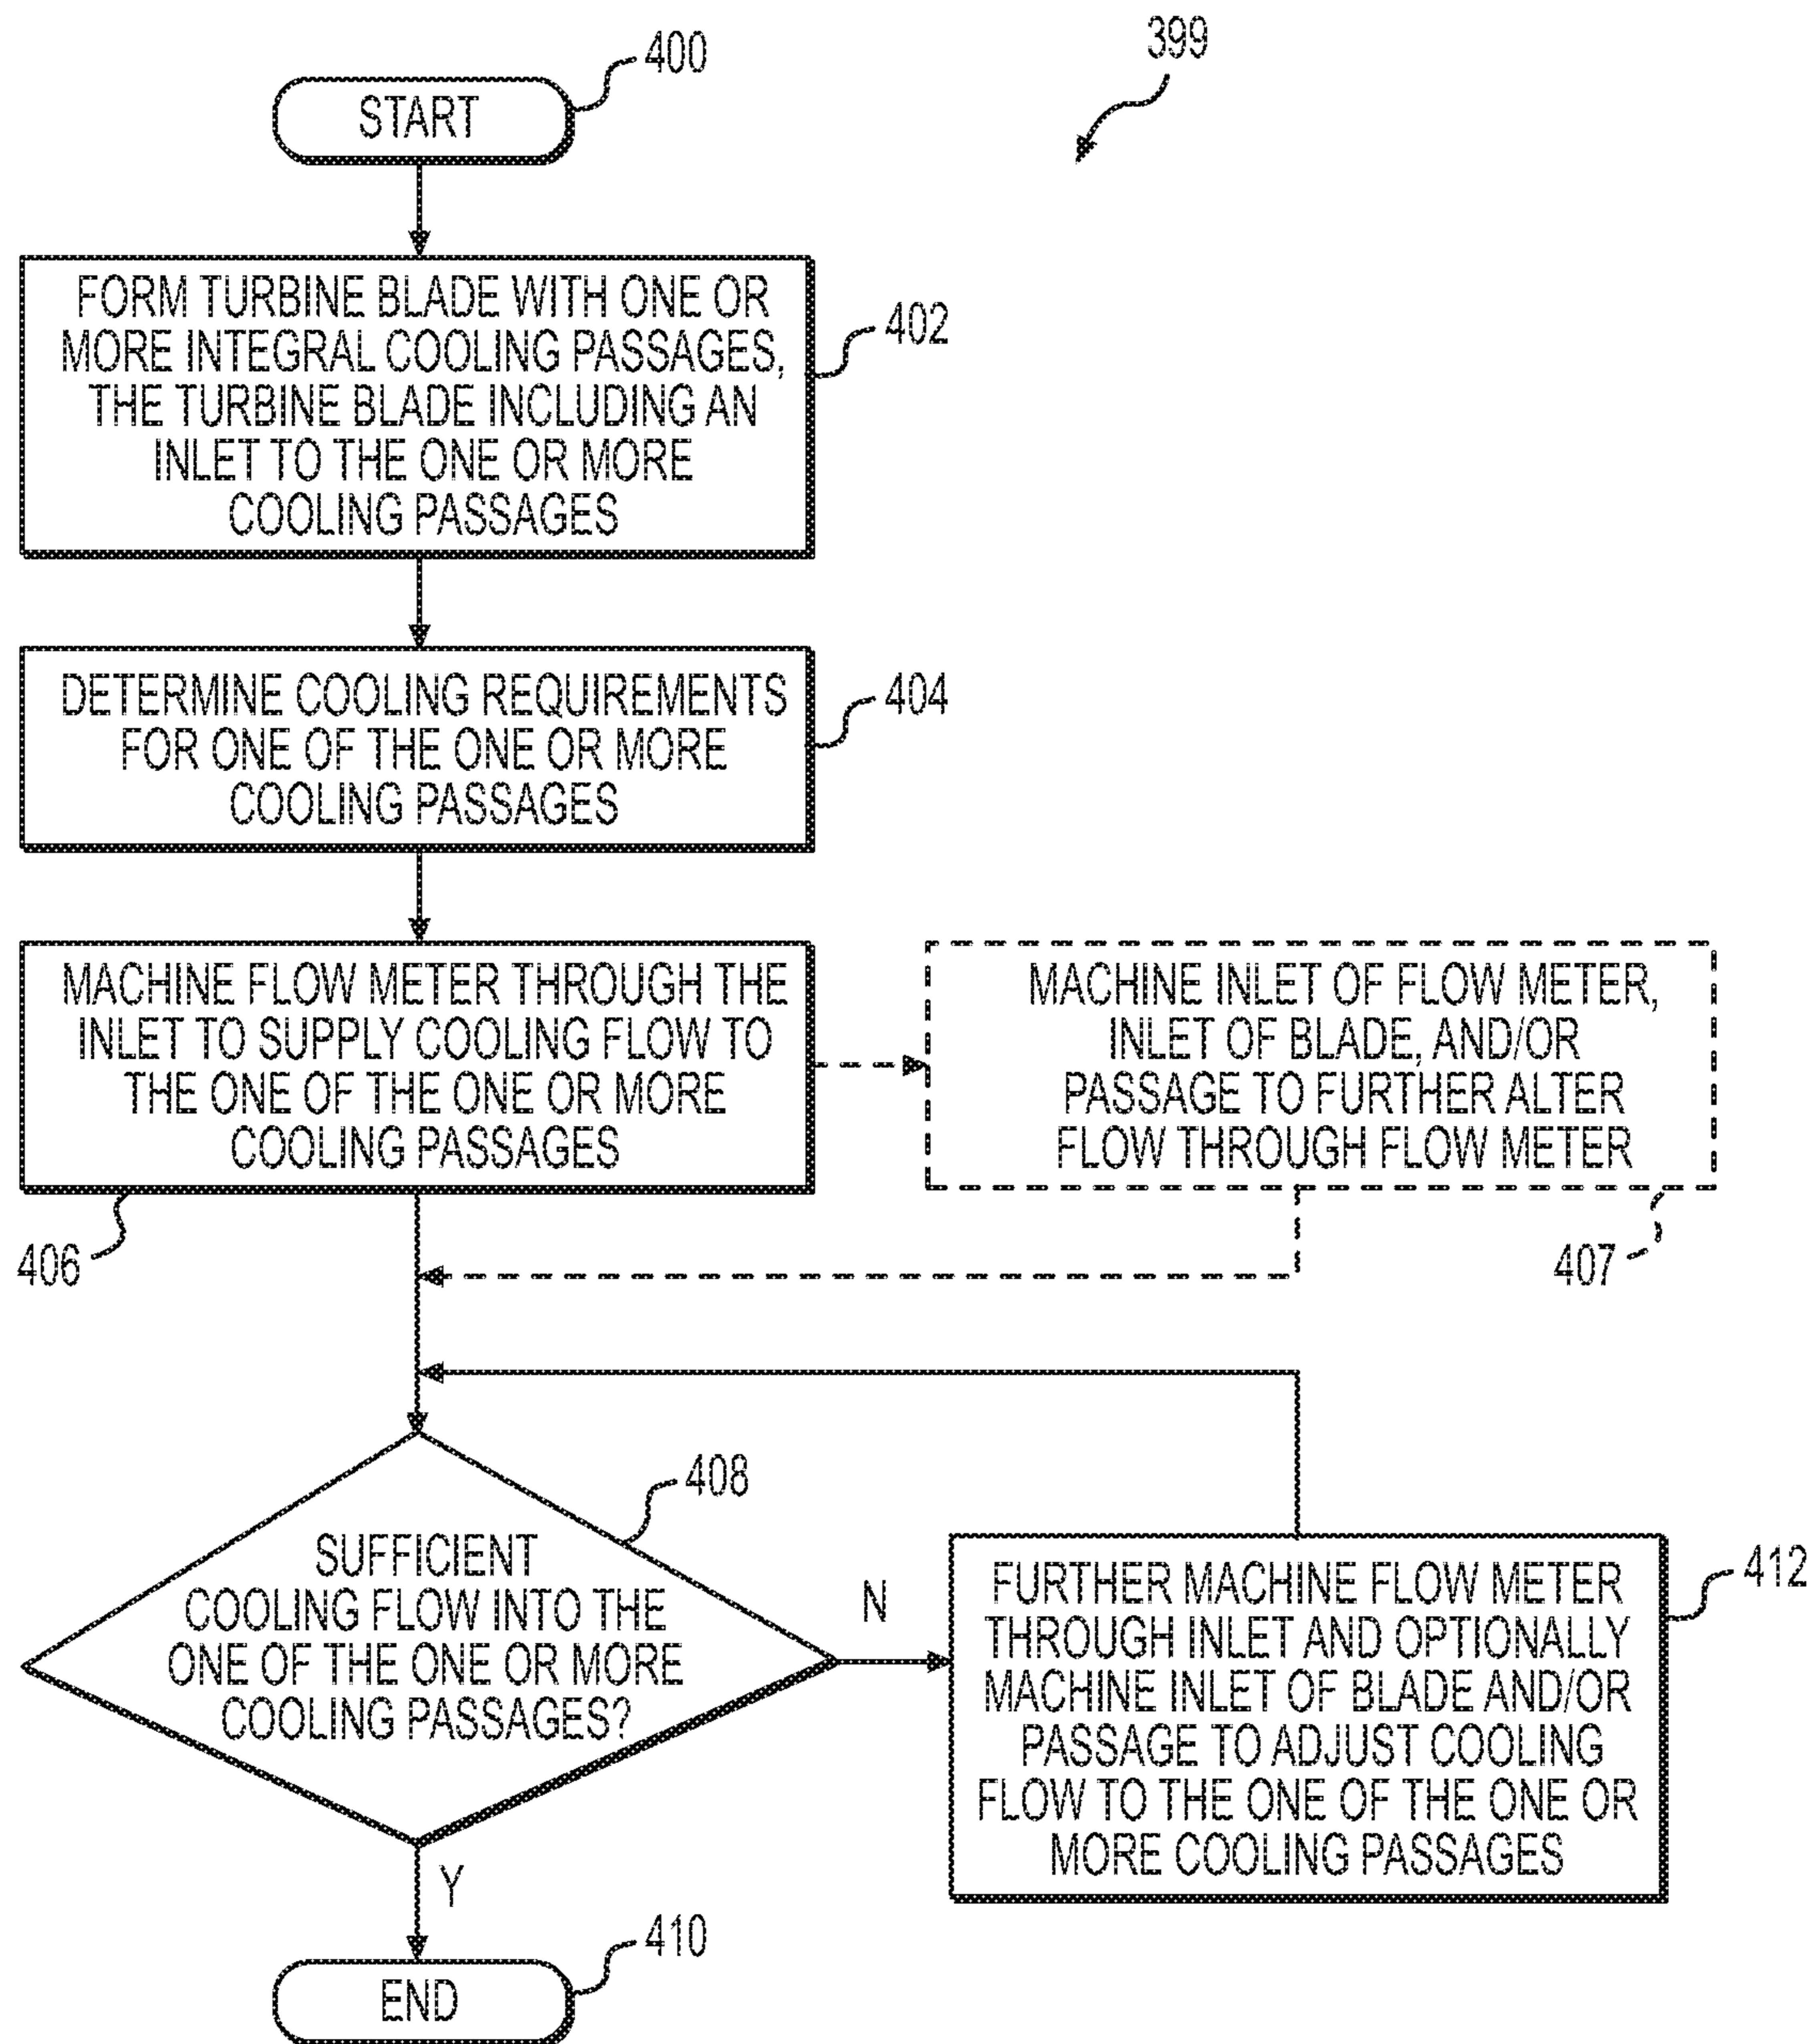 399
400
START
FORM TURBINE BLADE WITH ONE OR
MORE INTEGRAL COOLING PASSAGES,
THE TURBINE BLADE INCLUDING AN
INLET TO THE ONE OR MORE
COOLING PASSAGES
402
DETERMINE COOLING REQUIREMENTS
FOR ONE OF THE ONE OR MORE
COOLING PASSAGES
404
MACHINE FLOW METER THROUGH THE
INLET TO SUPPLY COOLING FLOW TO
THE ONE OF THE ONE OR MORE
COOLING PASSAGES
406
MACHINE INLET OF FLOW METER,
INLET OF BLADE, AND/OR
PASSAGE TO FURTHER ALTER
FLOW THROUGH FLOW METER
407
408
SUFFICIENT
COOLING FLOW INTO THE
ONE OF THE ONE OR MORE
COOLING PASSAGES?
N
FURTHER MACHINE FLOW METER
THROUGH INLET AND OPTIONALLY
MACHINE INLET OF BLADE AND/OR
PASSAGE TO ADJUST COOLING
FLOW TO THE ONE OF THE ONE OR
MORE COOLING PASSAGES
412
Y
410
END